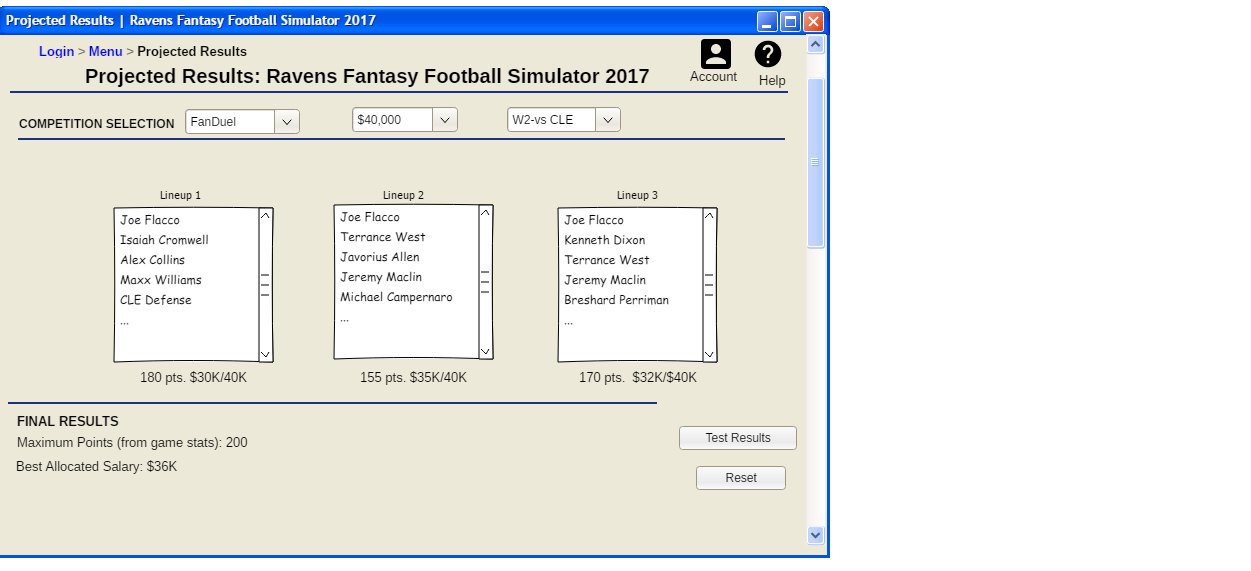 Projected Results | Ravens Fantasy Football Simulator 2017
Login > Menu > Projected Results
Account
Help
Projected Results: Ravens Fantasy Football Simulator 2017
COMPETITION SELECTION FanDuel $40,000 W2-vs CLE
Lineup 1
Joe Flacco
Isaiah Cromwell
Alex Collins
Maxx Williams
CLE Defense
...
180 pts. $30K/40K
Lineup 2
Joe Flacco
Terrance West
Javorius Allen
Jeremy Maclin
Michael Campernaro
...
155 pts. $35K/40K
Lineup 3
Joe Flacco
Kenneth Dixon
Terrance West
Jeremy Maclin
Breshard Perriman
...
170 pts. $32K/$40K
FINAL RESULTS
Maximum Points (from game stats): 200
Best Allocated Salary: $36K
Test Results
Reset